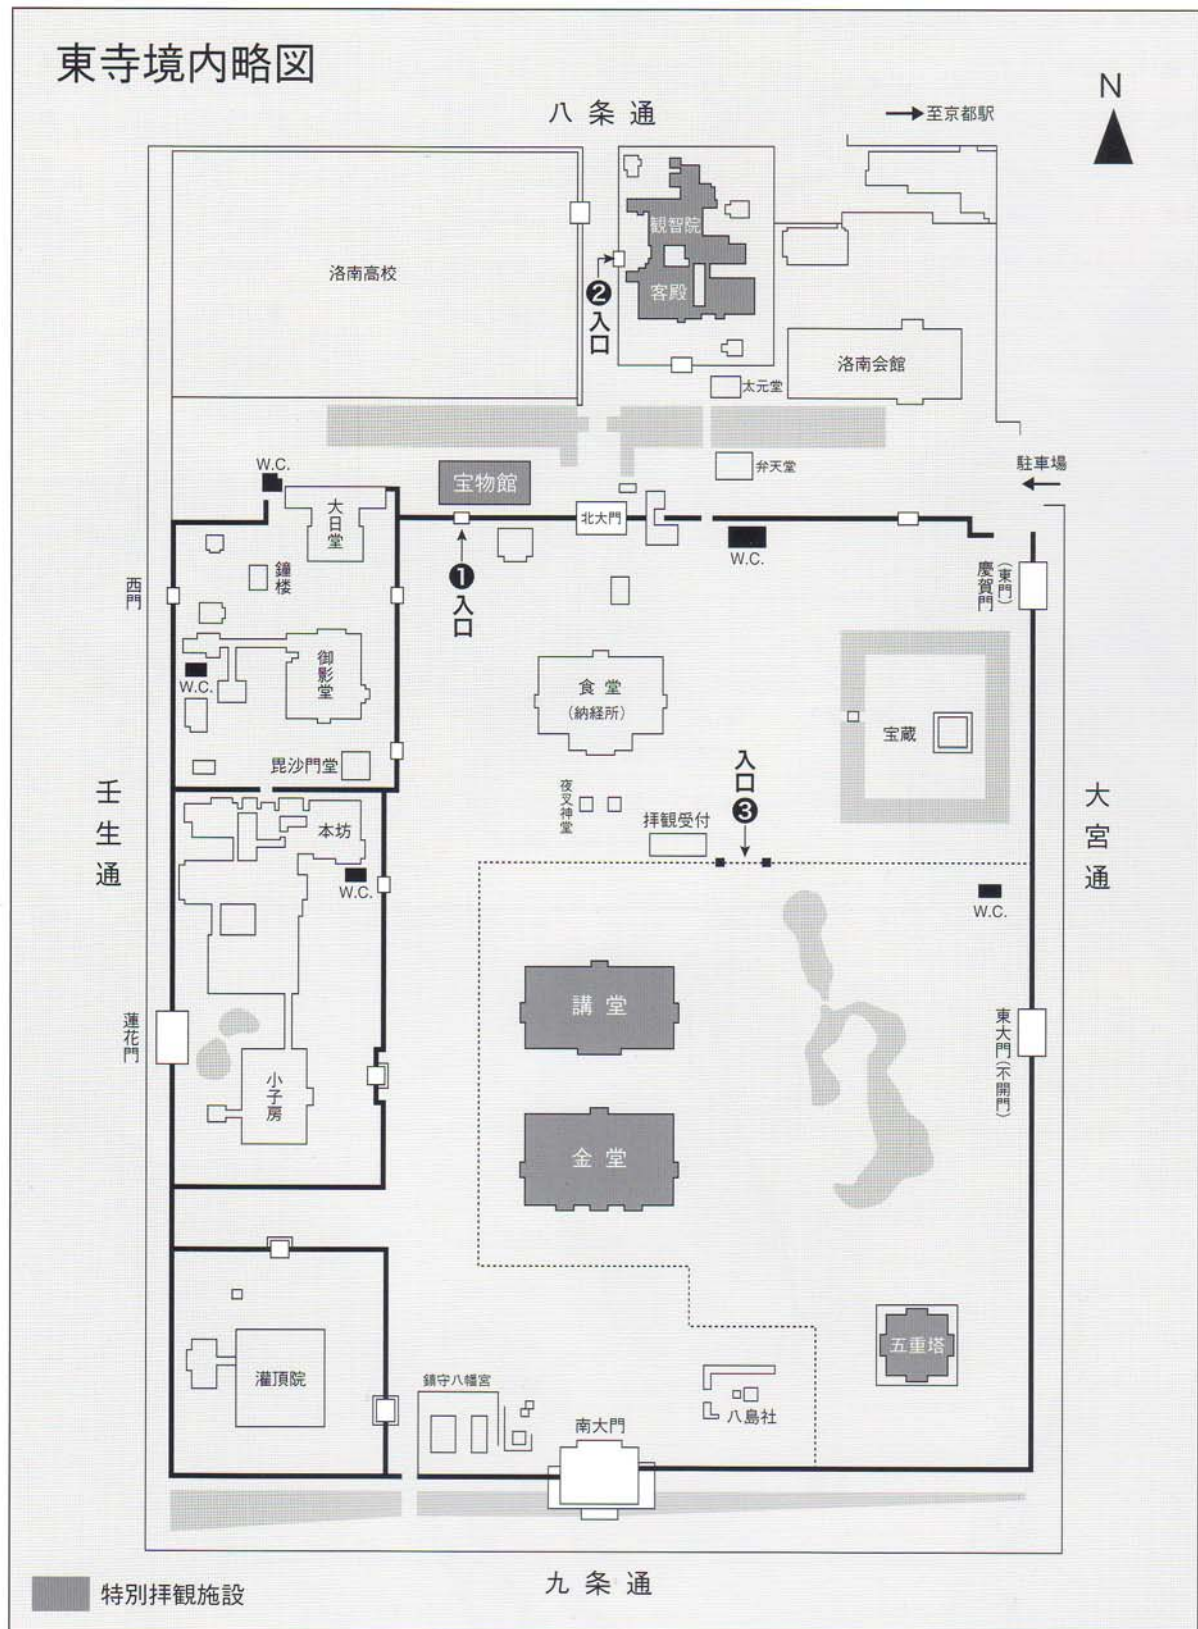 東寺境内略図
八条通
→至京都駅
N
洛南高校
観智院
客殿
❷入口
洛南会館
太元堂
駐車場
←
W.C.
宝物館
弁天堂
大日堂
北大門
W.C.
鐘楼
❶入口
西門
慶賀門(東門)
御影堂
W.C.
食堂
(納経所)
宝蔵
毘沙門堂
入口❸
夜叉神堂
拝観受付
壬生通
大宮通
本坊
W.C.
W.C.
講堂
蓮花門
東大門(不開門)
小子房
金堂
五重塔
灌頂院
鎮守八幡宮
南大門
八島社
九条通
特別拝観施設